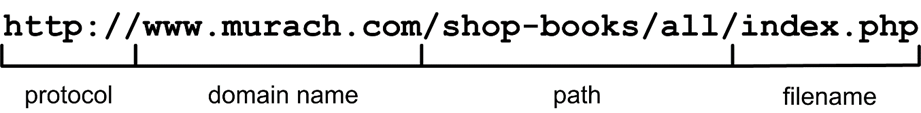 http://www.murach.com/shop-books/all/index.php
protocol domain name path filename